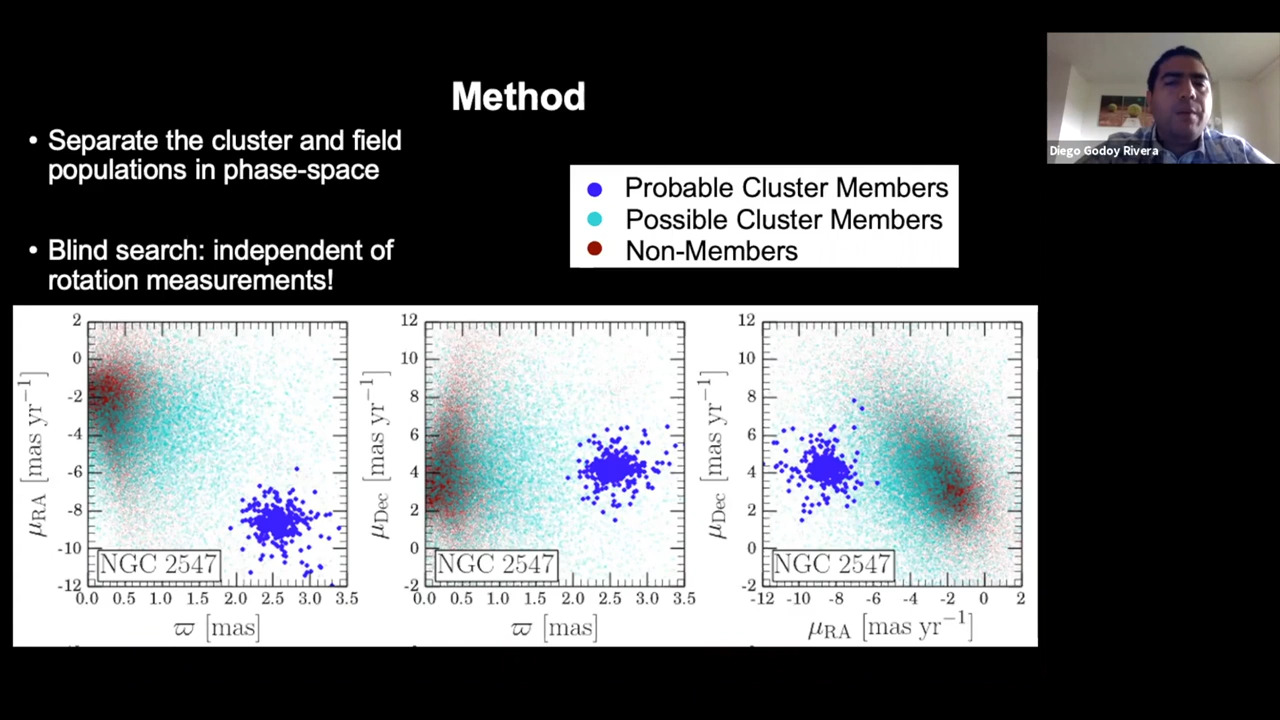 Method
• Separate the cluster and field
populations in phase-space
• Blind search: independent of
rotation measurements!
Probable Cluster Members
Possible Cluster Members
Non-Members
Diego Godoy Rivera
2
0
-2
-4
-6
-8
-10
-12
μRA [mas yr−1]
NGC 2547
0.0 0.5 1.0 1.5 2.0 2.5 3.0 3.5
ϖ [mas]
12
10
8
6
4
2
0
-2
μDec [mas yr−1]
NGC 2547
0.0 0.5 1.0 1.5 2.0 2.5 3.0 3.5
ϖ [mas]
12
10
8
6
4
2
0
-2
μDec [mas yr−1]
NGC 2547
-12 -10 -8 -6 -4 -2 0 2
μRA [mas yr−1]